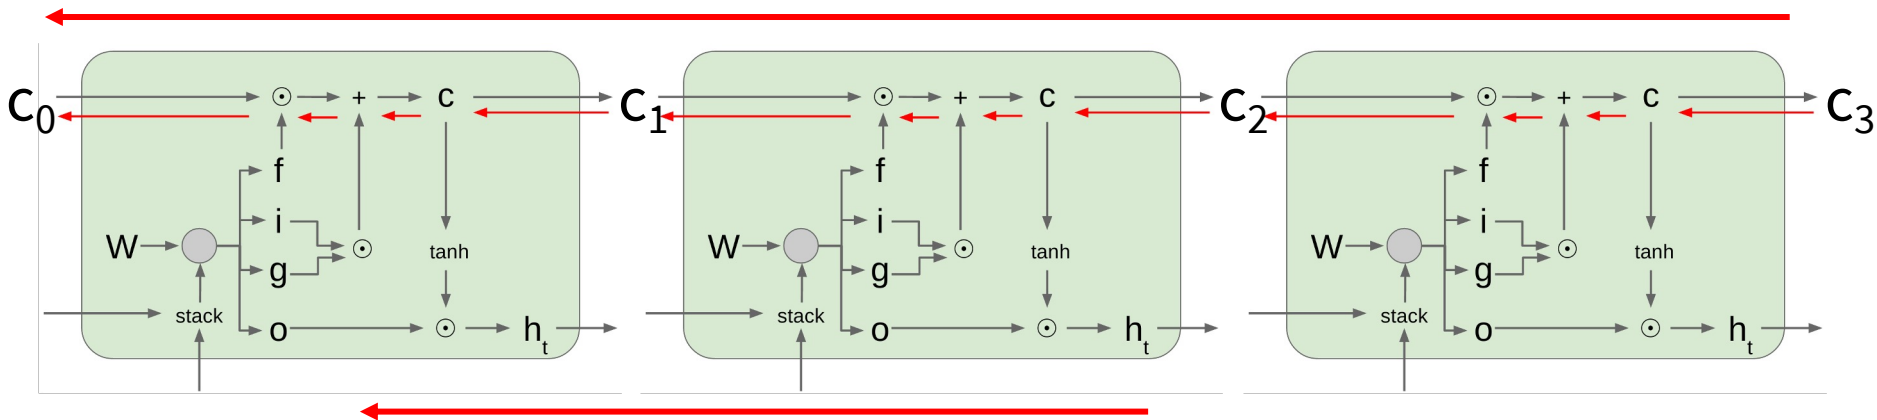 c0 ⊙ + c c1 ⊙ + c c2 ⊙ + c c3
f f f
i i i
W ⊙ tanh W ⊙ tanh W ⊙ tanh
g g g
stack stack stack
o ⊙ ht o ⊙ ht o ⊙ ht